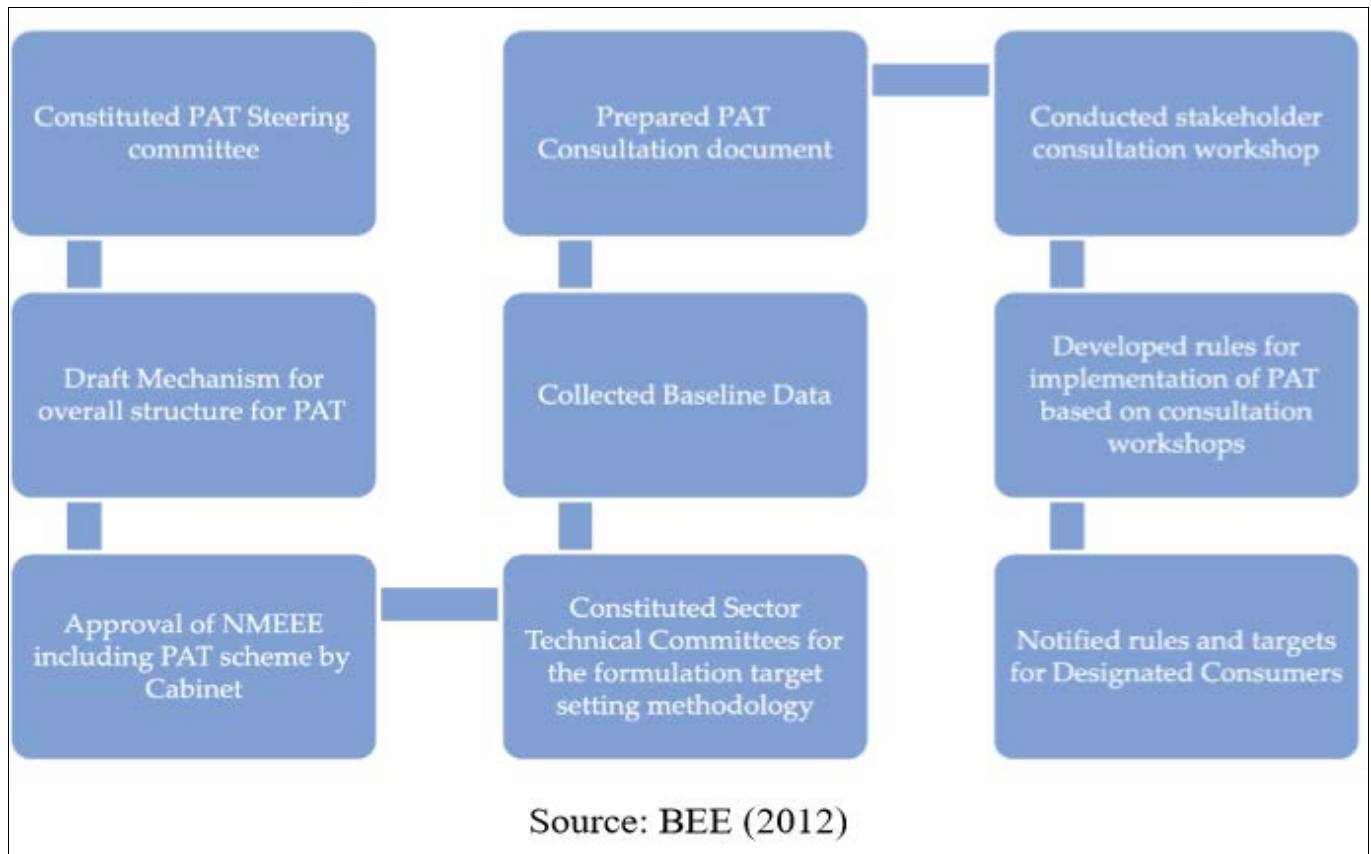 Constituted PAT Steering
committee
Draft Mechanism for
overall structure for PAT
Approval of NMEEE
including PAT scheme by
Cabinet
Constituted Sector
Technical Committees for
the formulation target
setting methodology
Collected Baseline Data
Prepared PAT
Consultation document
Conducted stakeholder
consultation workshop
Developed rules for
implementation of PAT
based on consultation
workshops
Notified rules and targets
for Designated Consumers
Source: BEE (2012)